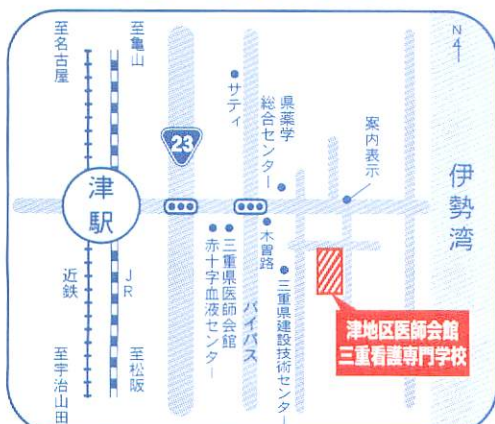 至名古屋
至亀山
N
サティ
県薬学
総合センター
案内表示
伊勢湾
23
津駅
近鉄
JR
赤十字血液センター
三重県医師会館
バイパス
木曽路
三重県建設技術センター
津地区医師会館
三重看護専門学校
至宇治山田
至松阪